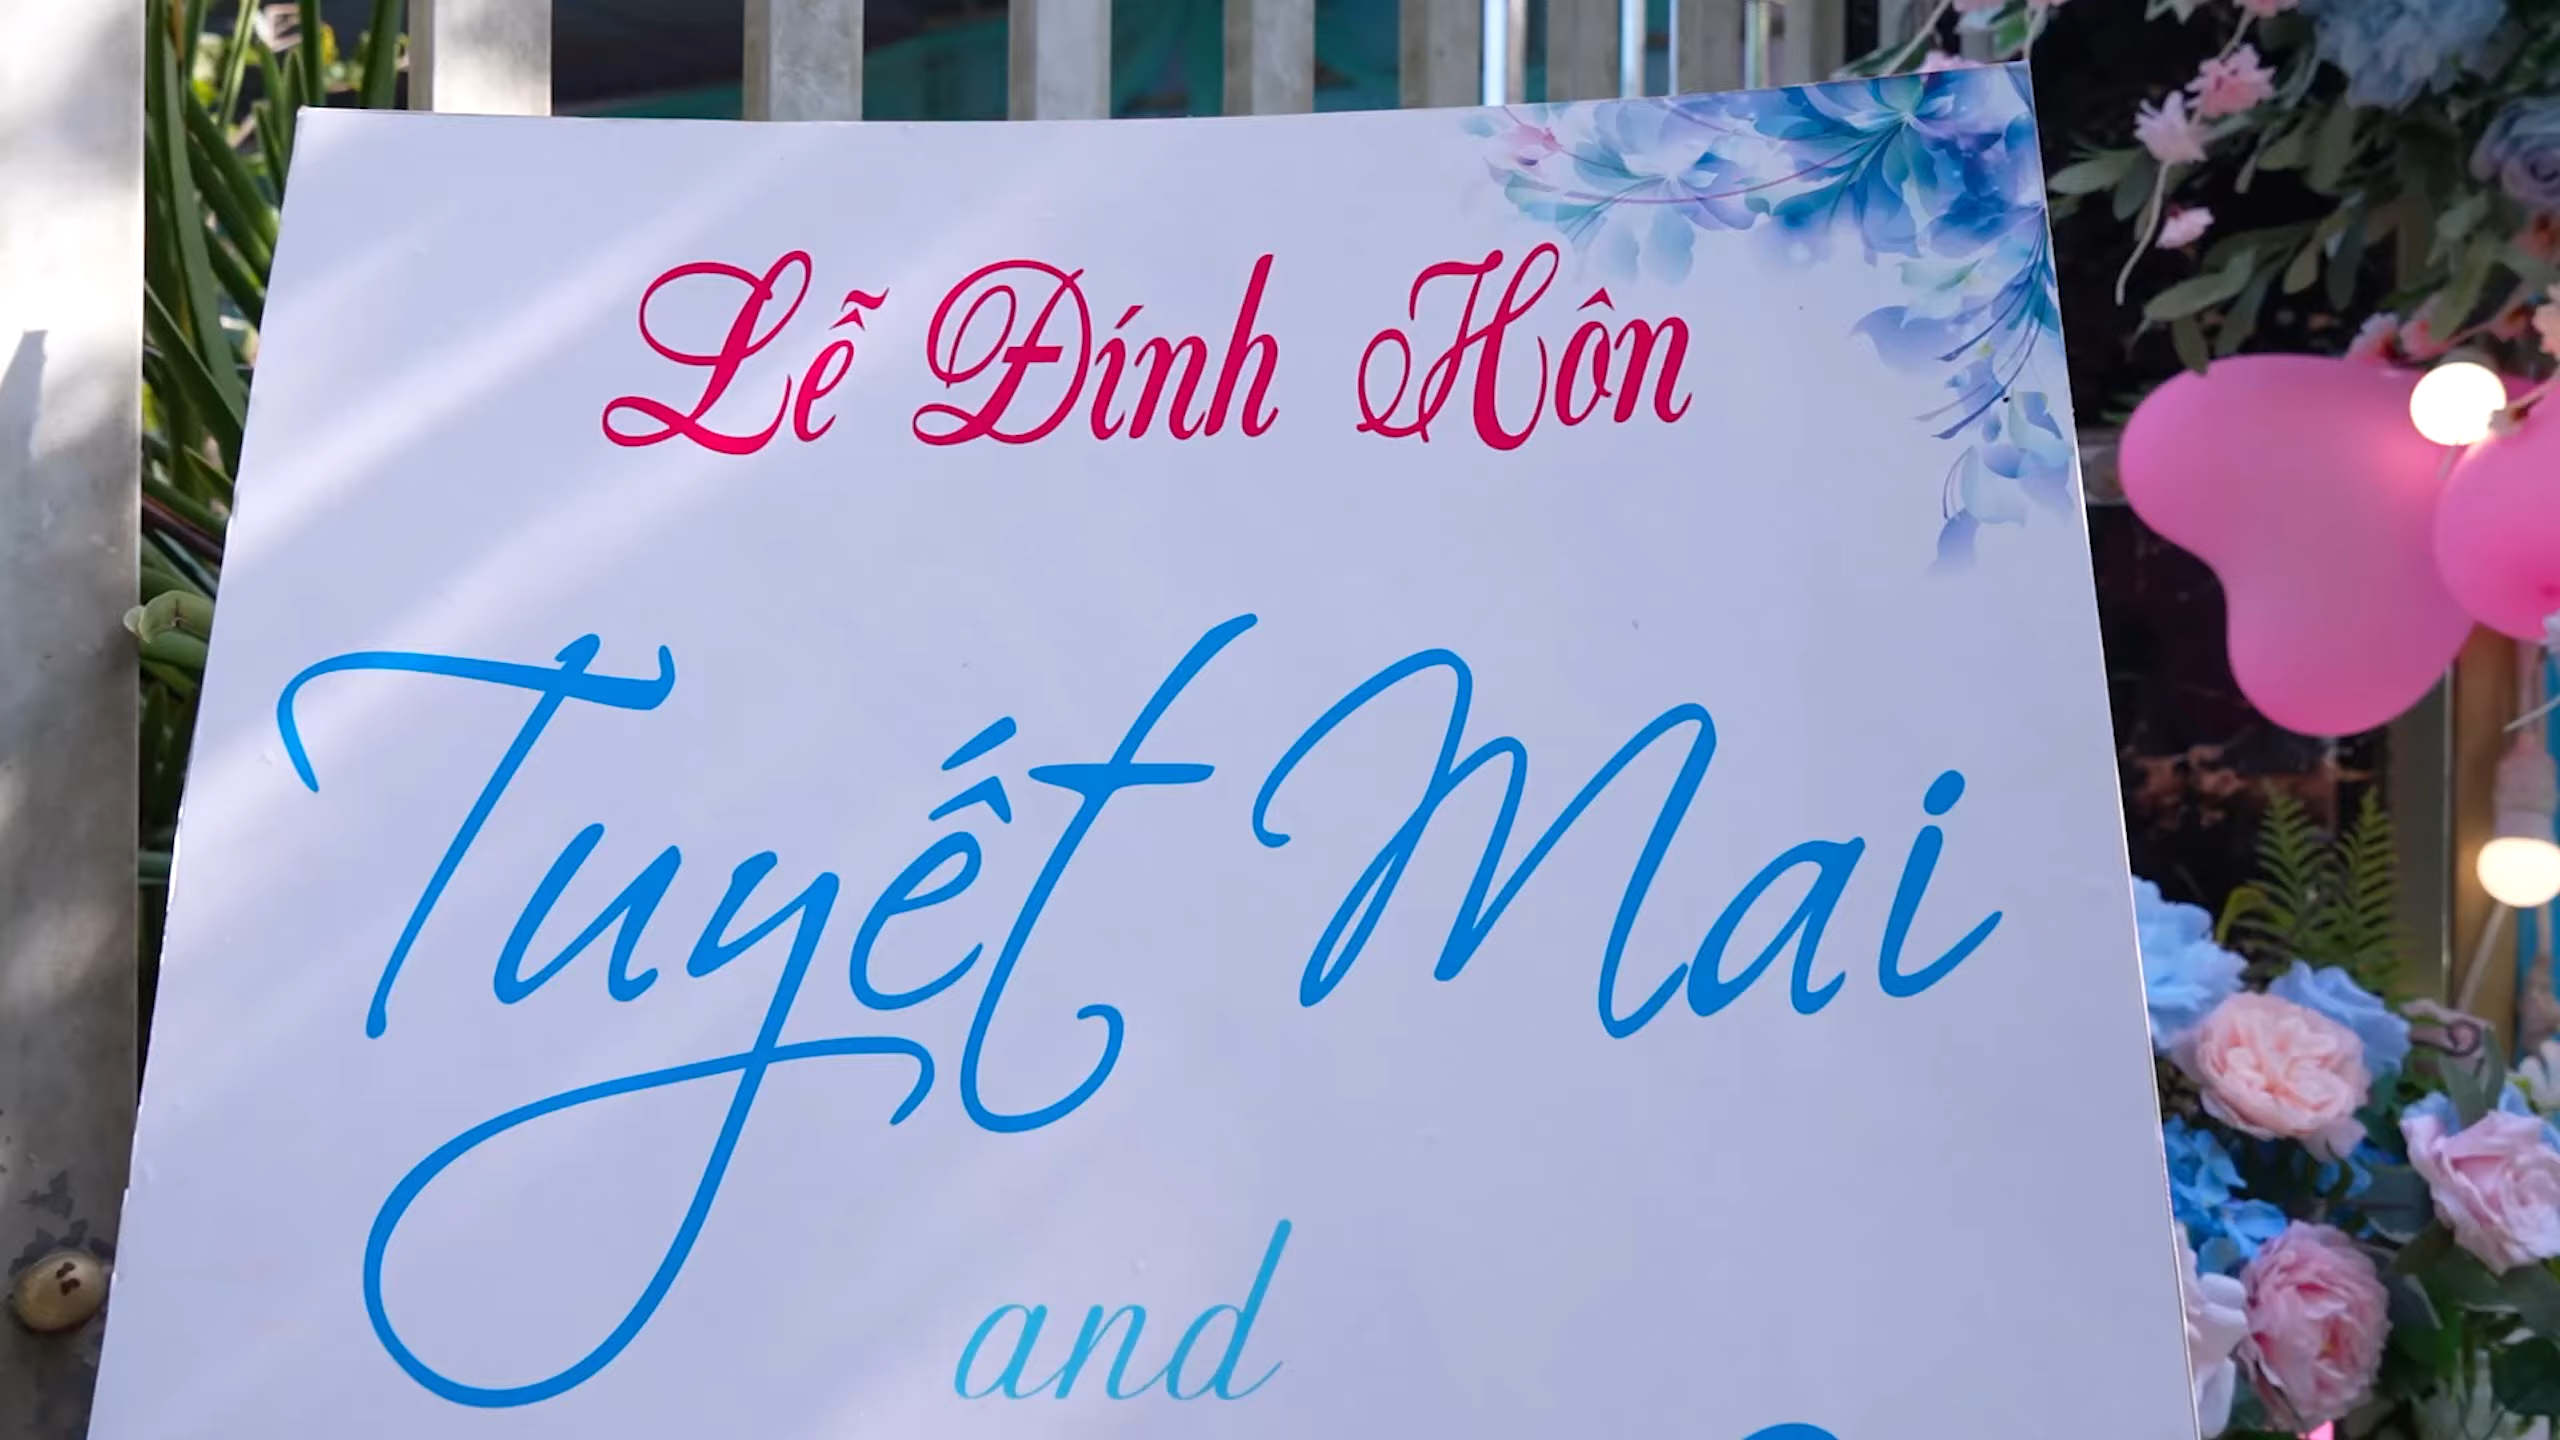 Lễ Đính Hôn
Tuyết Mai
and